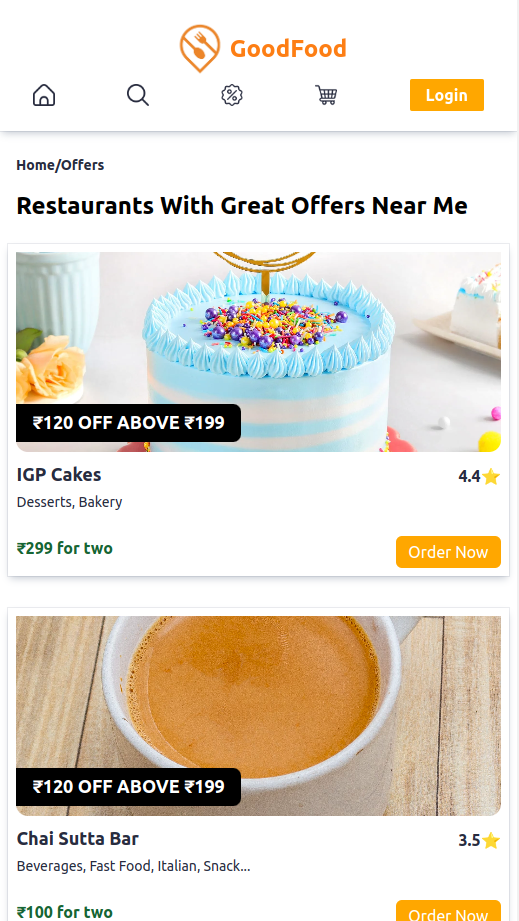 GoodFood
Login
Home/Offers
Restaurants With Great Offers Near Me
₹120 OFF ABOVE ₹199
IGP Cakes
4.4⭐
Desserts, Bakery
₹299 for two
Order Now
₹120 OFF ABOVE ₹199
Chai Sutta Bar
3.5⭐
Beverages, Fast Food, Italian, Snack...
₹100 for two
Order Now